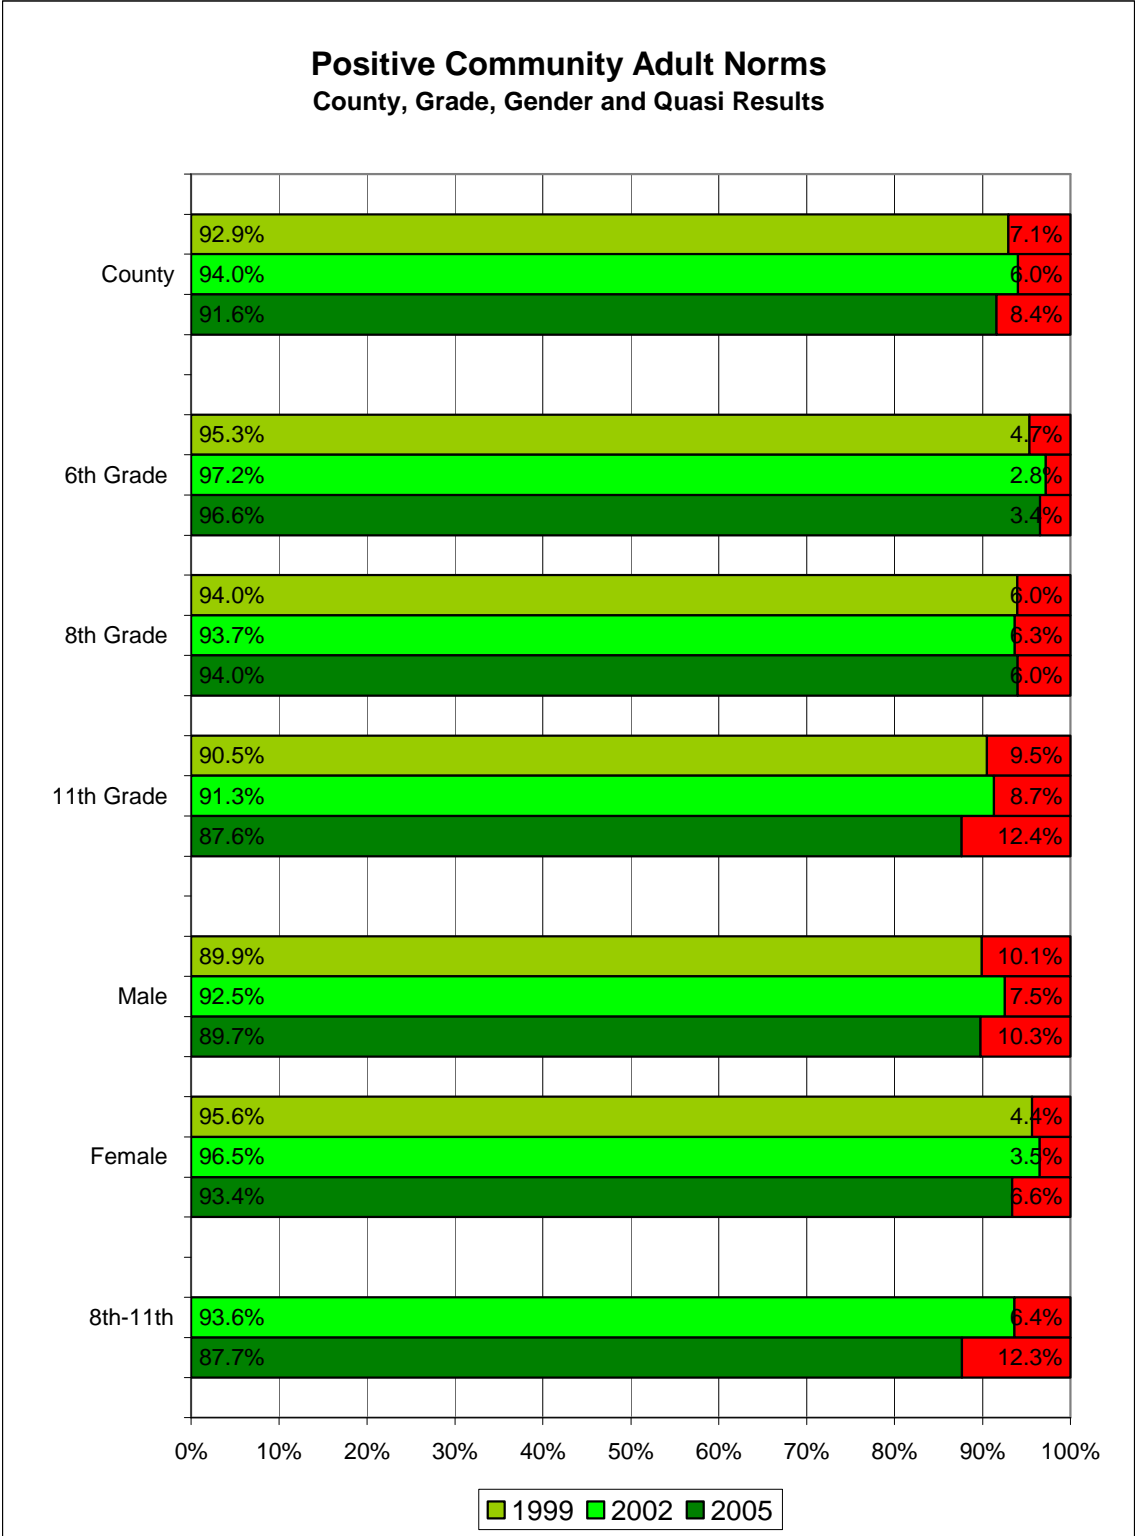 Positive Community Adult Norms
County, Grade, Gender and Quasi Results
92.9% 7.1%
County 94.0% 6.0%
91.6% 8.4%
95.3% 4.7%
6th Grade 97.2% 2.8%
96.6% 3.4%
94.0% 6.0%
8th Grade 93.7% 6.3%
94.0% 6.0%
90.5% 9.5%
11th Grade 91.3% 8.7%
87.6% 12.4%
89.9% 10.1%
Male 92.5% 7.5%
89.7% 10.3%
95.6% 4.4%
Female 96.5% 3.5%
93.4% 6.6%
8th-11th 93.6% 6.4%
87.7% 12.3%
0% 10% 20% 30% 40% 50% 60% 70% 80% 90% 100%
1999 2002 2005